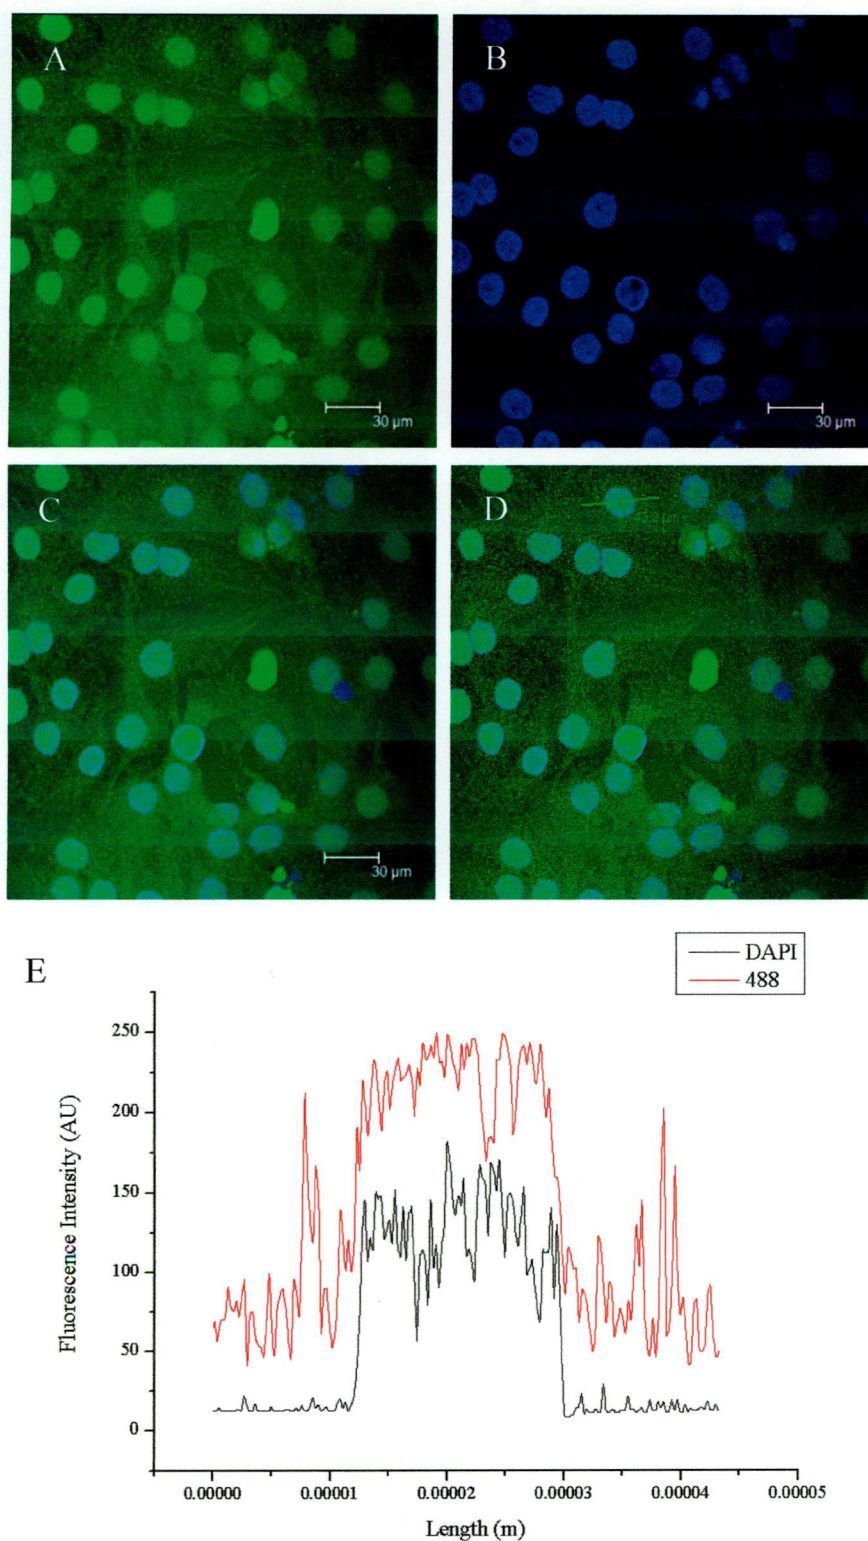 A
B
30 µm
30 µm
C
D
30 µm
E
DAPI
488
250
200
150
100
50
0
Fluorescence Intensity (AU)
0.00000
0.00001
0.00002
0.00003
0.00004
0.00005
Length (m)